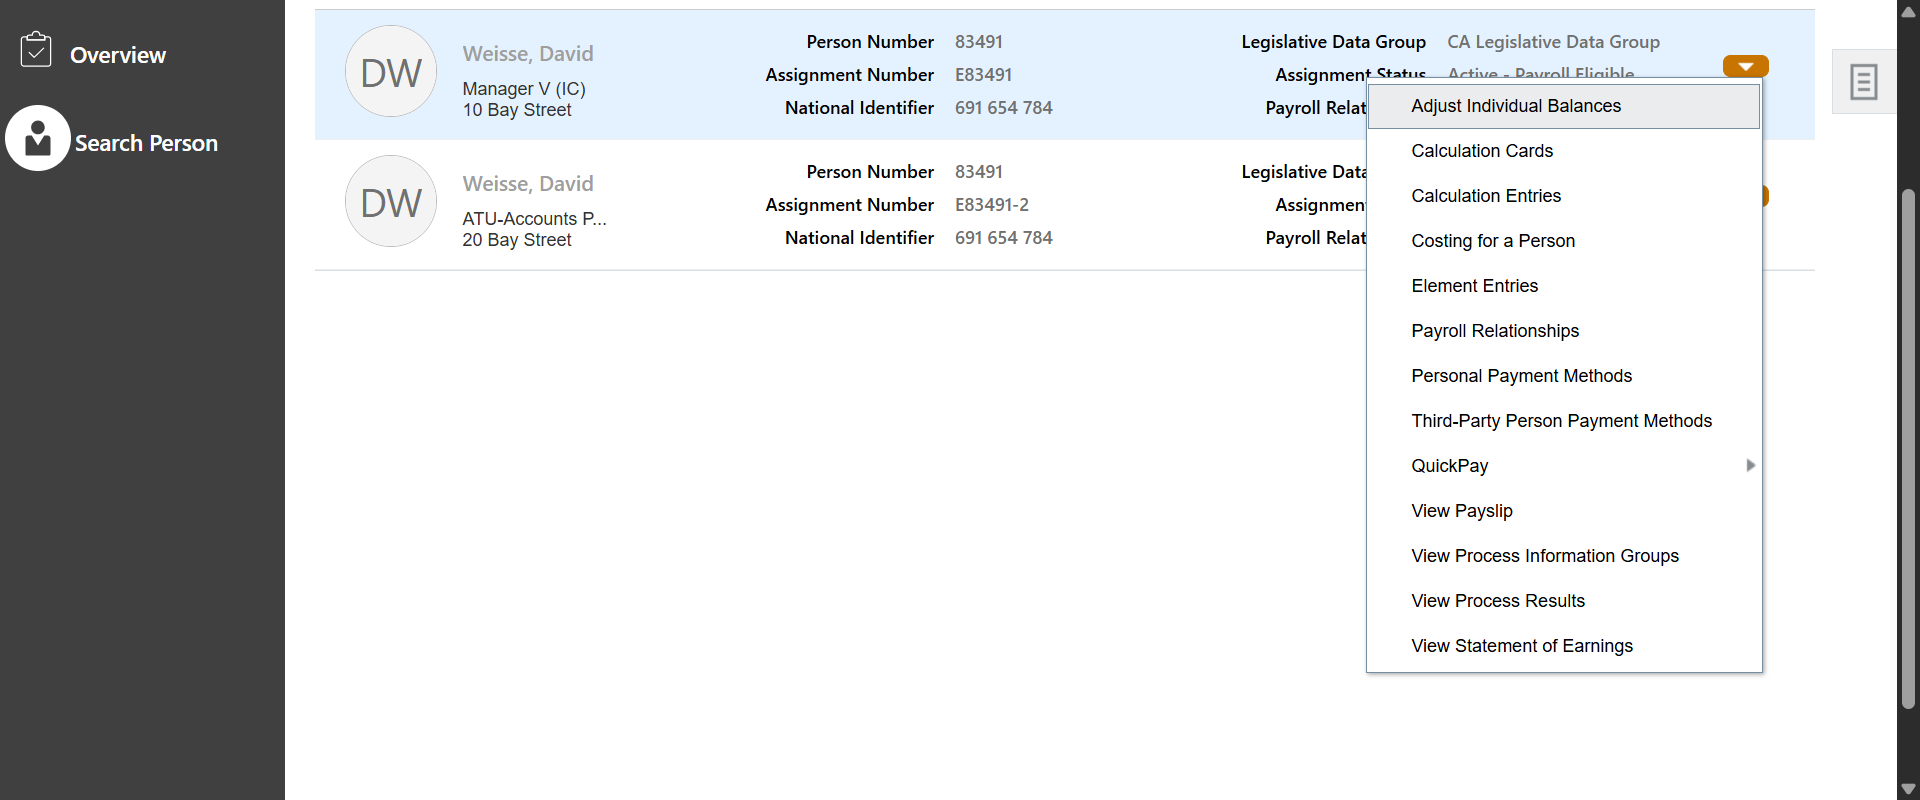 Overview
Search Person
DW
Weisse, David
Manager V (IC)
10 Bay Street
Person Number 83491
Assignment Number E83491
National Identifier 691 654 784
Legislative Data Group CA Legislative Data Group
Assignment Status Active - Payroll Eligible
Payroll Relat
DW
Weisse, David
ATU-Accounts P...
20 Bay Street
Person Number 83491
Assignment Number E83491-2
National Identifier 691 654 784
Legislative Data
Assignmen
Payroll Relat
Adjust Individual Balances
Calculation Cards
Calculation Entries
Costing for a Person
Element Entries
Payroll Relationships
Personal Payment Methods
Third-Party Person Payment Methods
QuickPay
View Payslip
View Process Information Groups
View Process Results
View Statement of Earnings